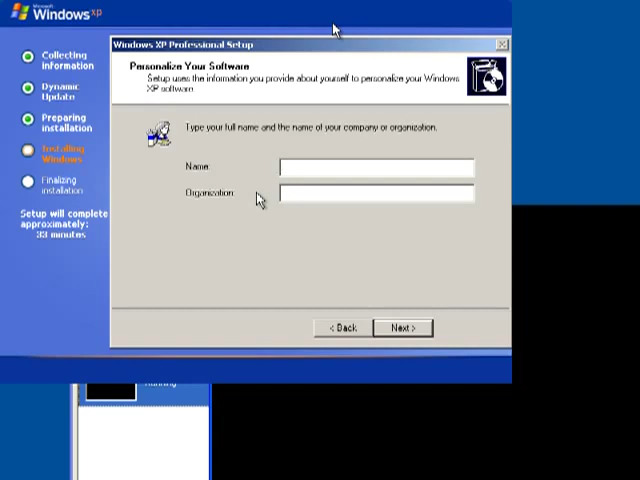 Microsoft
Windows xp
Windows XP Professional Setup
Collecting
information
Dynamic
Update
Preparing
installation
Installing
Windows
Finalizing
installation
Setup will complete
approximately:
33 minutes
Personalize Your Software
Setup uses the information you provide about yourself to personalize your Windows
XP software
Type your full name and the name of your company or organization.
Name:
Organization:
< Back
Next >
Running